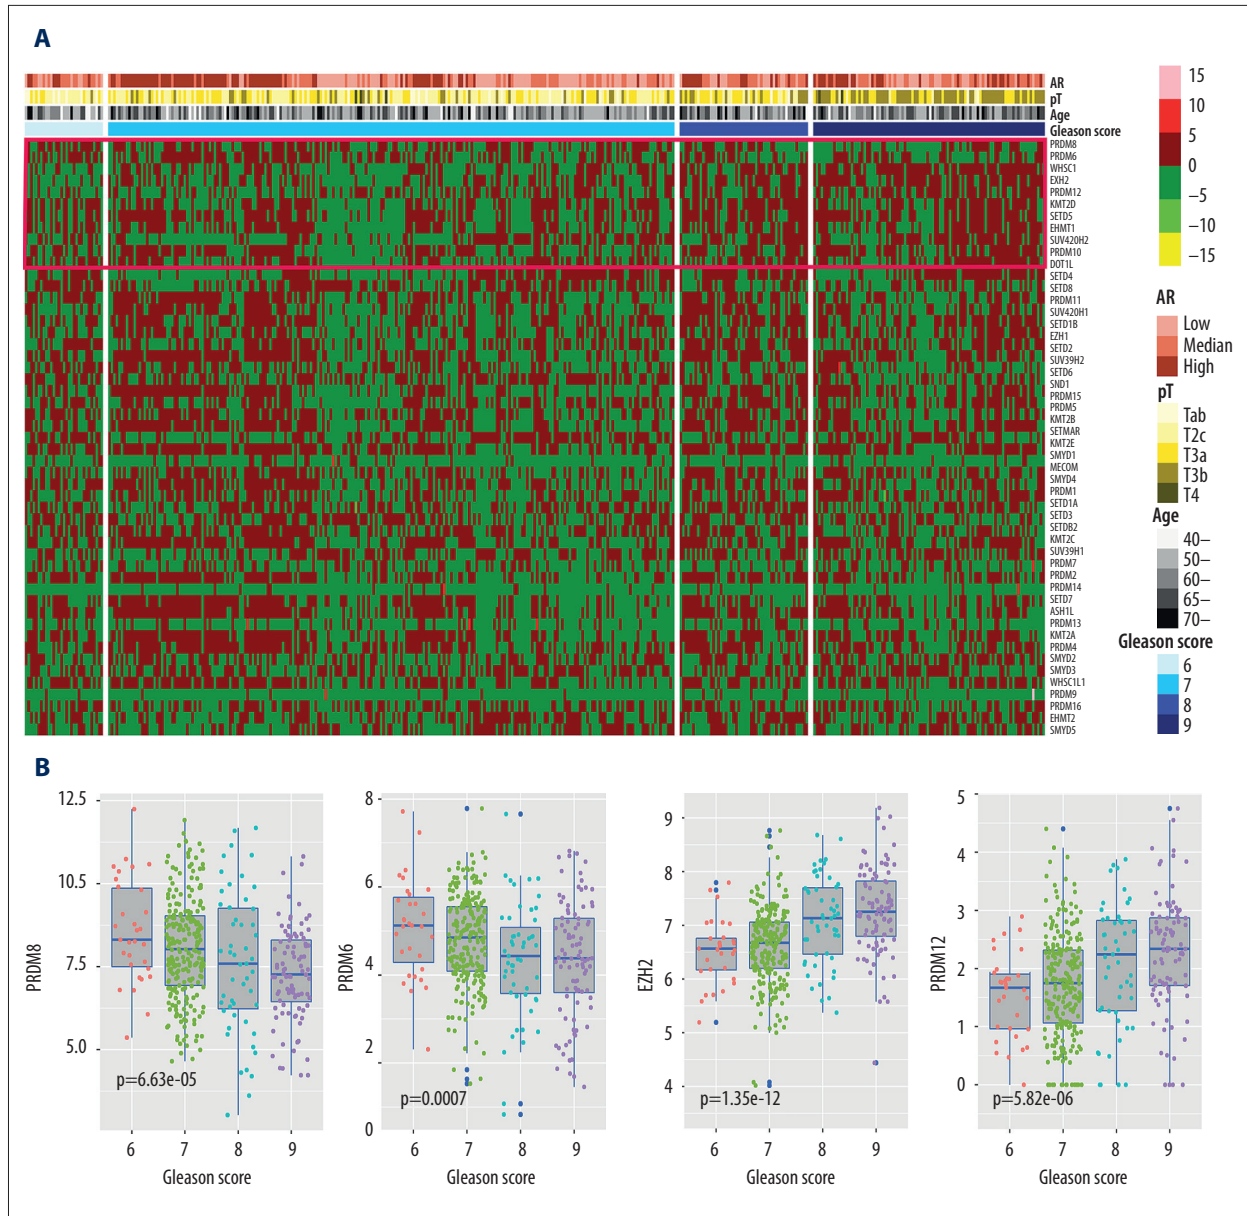 A
AR
pT
Age
Gleason score
PRDM8
PRDM6
WHSC1
EXH2
PRDM12
KMT2D
SETD5
EHMT1
SUV420H2
PRDM10
DOT1L
SETD4
SETD8
PRDM11
SUV420H1
SETD1B
EZH1
SETD2
SUV39H2
SETD6
SND1
PRDM15
PRDM5
KMT2B
SETMAR
KMT2E
SMYD1
MECOM
SMYD4
PRDM1
SETD1A
SETD3
SETDB2
KMT2C
SUV39H1
PRDM7
PRDM2
PRDM14
SETD7
ASH1L
PRDM13
KMT2A
PRDM4
SMYD2
SMYD3
WHSC1L1
PRDM9
PRDM16
EHMT2
SMYD5
15
10
5
0
−5
−10
−15
AR
Low
Median
High
pT
Tab
T2c
T3a
T3b
T4
Age
40–
50–
60–
65–
70–
Gleason score
6
7
8
9
B
12.5
10.5
7.5
5.0
PRDM8
p=6.63e-05
6 7 8 9
Gleason score
8
6
4
2
0
PRDM6
p=0.0007
6 7 8 9
Gleason score
9
8
7
6
5
4
EZH2
p=1.35e-12
6 7 8 9
Gleason score
5
4
3
2
1
0
PRDM12
p=5.82e-06
6 7 8 9
Gleason score